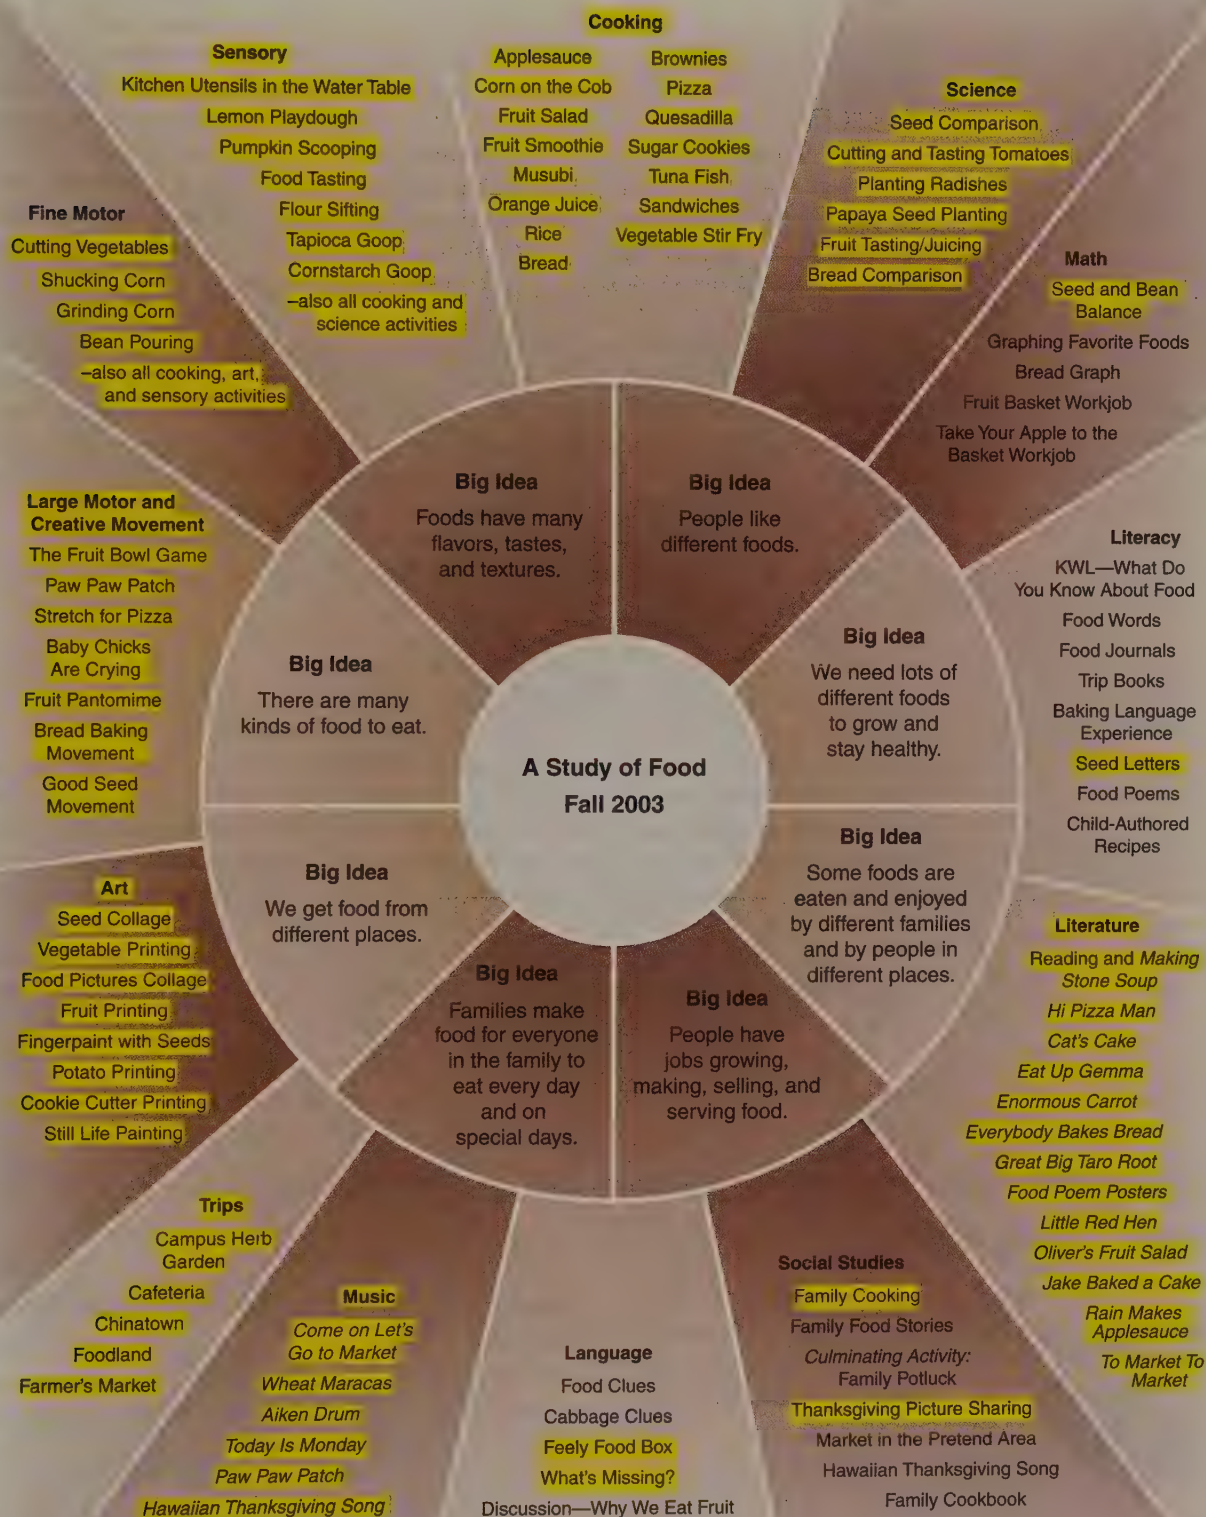 Cooking
Applesauce
Corn on the Cob
Fruit Salad
Fruit Smoothie
Musubi
Orange Juice
Rice
Bread
Brownies
Pizza
Quesadilla
Sugar Cookies
Tuna Fish
Sandwiches
Vegetable Stir Fry
Science
Seed Comparison
Cutting and Tasting Tomatoes
Planting Radishes
Papaya Seed Planting
Fruit Tasting/Juicing
Bread Comparison
Math
Seed and Bean
Balance
Graphing Favorite Foods
Bread Graph
Fruit Basket Workjob
Take Your Apple to the
Basket Workjob
Literacy
KWL—What Do
You Know About Food
Food Words
Food Journals
Trip Books
Baking Language
Experience
Seed Letters
Food Poems
Child-Authored
Recipes
Literature
Reading and Making
Stone Soup
Hi Pizza Man
Cat's Cake
Eat Up Gemma
Enormous Carrot
Everybody Bakes Bread
Great Big Taro Root
Food Poem Posters
Little Red Hen
Oliver's Fruit Salad
Jake Baked a Cake
Rain Makes
Applesauce
To Market To
Market
Social Studies
Family Cooking
Family Food Stories
Culminating Activity:
Family Potluck
Thanksgiving Picture Sharing
Market in the Pretend Area
Hawaiian Thanksgiving Song
Family Cookbook
Language
Food Clues
Cabbage Clues
Feely Food Box
What's Missing?
Discussion—Why We Eat Fruit
Music
Come on Let's
Go to Market
Wheat Maracas
Aiken Drum
Today Is Monday
Paw Paw Patch
Hawaiian Thanksgiving Song
Trips
Campus Herb
Garden
Cafeteria
Chinatown
Foodland
Farmer's Market
Art
Seed Collage
Vegetable Printing
Food Pictures Collage
Fruit Printing
Fingerpaint with Seeds
Potato Printing
Cookie Cutter Printing
Still Life Painting
Large Motor and
Creative Movement
The Fruit Bowl Game
Paw Paw Patch
Stretch for Pizza
Baby Chicks
Are Crying
Fruit Pantomime
Bread Baking
Movement
Good Seed
Movement
Fine Motor
Cutting Vegetables
Shucking Corn
Grinding Corn
Bean Pouring
–also all cooking, art,
and sensory activities
Sensory
Kitchen Utensils in the Water Table
Lemon Playdough
Pumpkin Scooping
Food Tasting
Flour Sifting
Tapioca Goop
Cornstarch Goop
–also all cooking and
science activities
Big Idea
Foods have many
flavors, tastes,
and textures.
Big Idea
People like
different foods.
Big Idea
We need lots of
different foods
to grow and
stay healthy.
Big Idea
Some foods are
eaten and enjoyed
by different families
and by people in
different places.
Big Idea
People have
jobs growing,
making, selling, and
serving food.
Big Idea
Families make
food for everyone
in the family to
eat every day
and on
special days.
Big Idea
We get food from
different places.
Big Idea
There are many
kinds of food to eat.
A Study of Food
Fall 2003